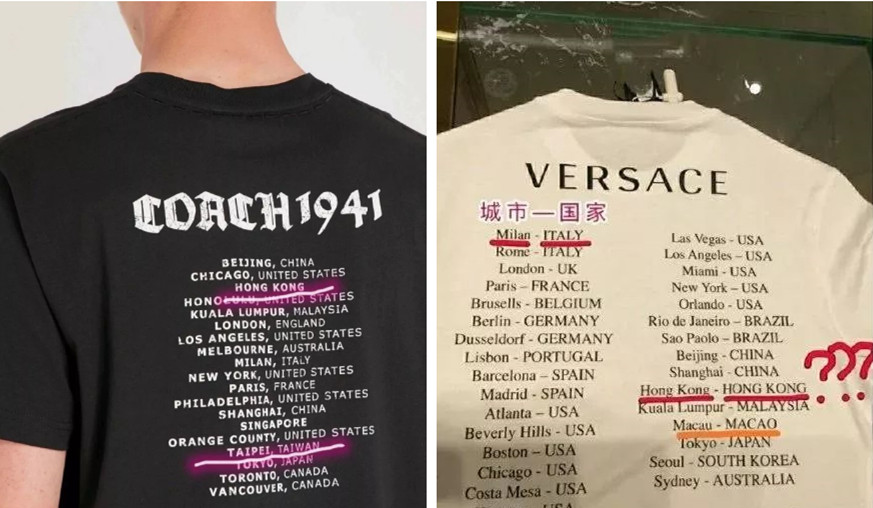 COACH1941
BEIJING, CHINA
CHICAGO, UNITED STATES
HONG KONG
HONOLULU, UNITED STATES
KUALA LUMPUR, MALAYSIA
LONDON, ENGLAND
LOS ANGELES, UNITED STATES
MELBOURNE, AUSTRALIA
MILAN, ITALY
NEW YORK, UNITED STATES
PARIS, FRANCE
PHILADELPHIA, UNITED STATES
SHANGHAI, CHINA
SINGAPORE
ORANGE COUNTY, UNITED STATES
TAIPEI, TAIWAN
TOKYO, JAPAN
TORONTO, CANADA
VANCOUVER, CANADA
VERSACE
城市—国家
Milan - ITALY
Rome - ITALY
London - UK
Paris - FRANCE
Brusells - BELGIUM
Berlin - GERMANY
Dusseldorf - GERMANY
Lisbon - PORTUGAL
Barcelona – SPAIN
Madrid - SPAIN
Atlanta – USA
Beverly Hills - USA
Boston – USA
Chicago - USA
Costa Mesa - USA
Las Vegas - USA
Los Angeles – USA
Miami - USA
New York – USA
Orlando - USA
Rio de Janeiro – BRAZIL
Sao Paolo – BRAZIL
Beijing - CHINA
Shanghai - CHINA
Hong Kong - HONG KONG
???
Kuala Lumpur - MALAYSIA
Macau - MACAO
Tokyo - JAPAN
Seoul - SOUTH KOREA
Sydney - AUSTRALIA